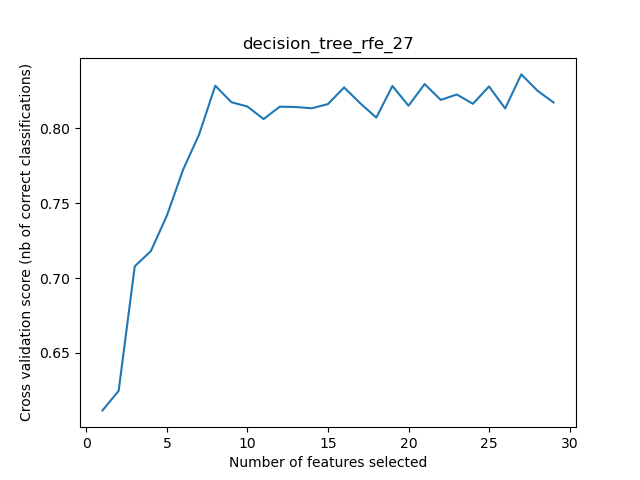 decision_tree_rfe_27
Cross validation score (nb of correct classifications)
0.80
0.75
0.70
0.65
0 5 10 15 20 25 30
Number of features selected